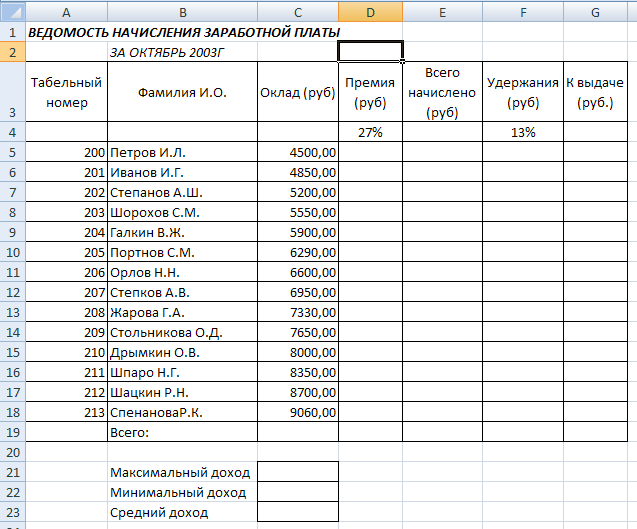 A B C D E F G
1 ВЕДОМОСТЬ НАЧИСЛЕНИЯ ЗАРАБОТНОЙ ПЛАТЫ
2 ЗА ОКТЯБРЬ 2003Г
3 Табельный номер Фамилия И.О. Оклад (руб) Премия (руб) Всего начислено (руб) Удержания (руб) К выдаче (руб.)
4 27% 13%
5 200 Петров И.Л. 4500,00
6 201 Иванов И.Г. 4850,00
7 202 Степанов А.Ш. 5200,00
8 203 Шорохов С.М. 5550,00
9 204 Галкин В.Ж. 5900,00
10 205 Портнов С.М. 6290,00
11 206 Орлов Н.Н. 6600,00
12 207 Степков А.В. 6950,00
13 208 Жарова Г.А. 7330,00
14 209 Стольникова О.Д. 7650,00
15 210 Дрымкин О.В. 8000,00
16 211 Шпаро Н.Г. 8350,00
17 212 Шацкин Р.Н. 8700,00
18 213 СпенановаР.К. 9060,00
19 Всего:
20
21 Максимальный доход
22 Минимальный доход
23 Средний доход